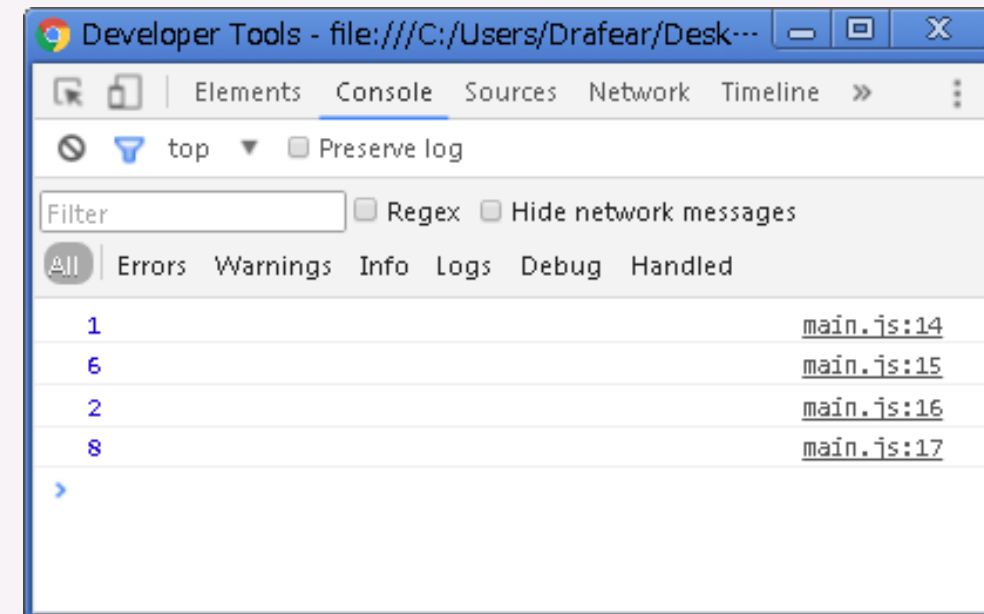 Developer Tools - file:///C:/Users/Drafear/Desk...
Elements Console Sources Network Timeline »
top ▼ Preserve log
Filter Regex Hide network messages
All Errors Warnings Info Logs Debug Handled
1 main.js:14
6 main.js:15
2 main.js:16
8 main.js:17
>